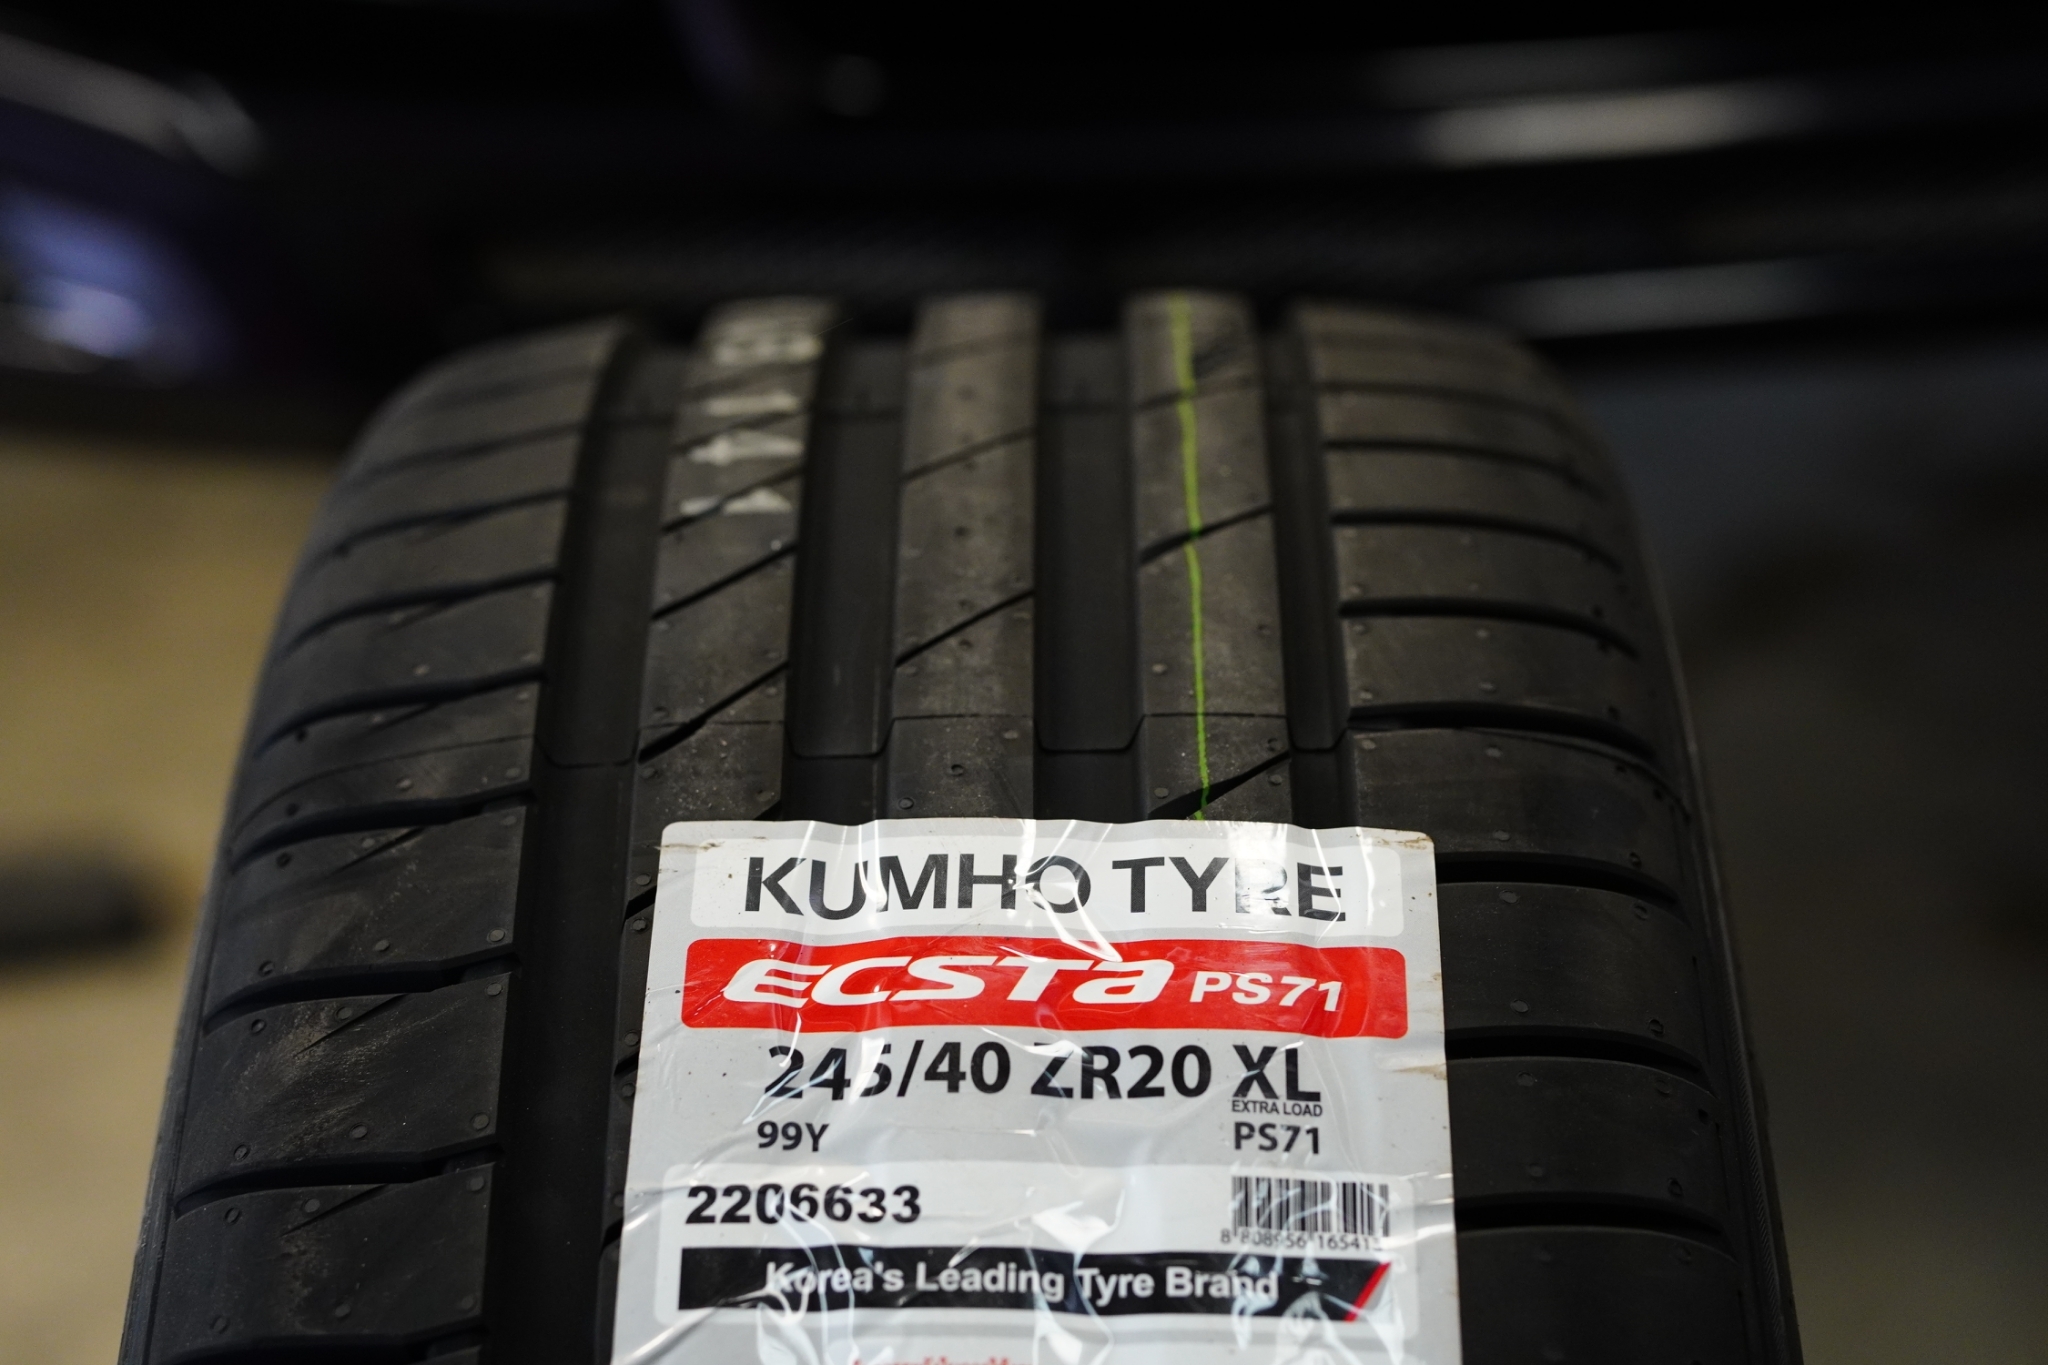 KUMHO TYRE
ECSTA PS71
245/40 ZR20 XL
EXTRA LOAD
99Y PS71
2206633
Korea's Leading Tyre Brand